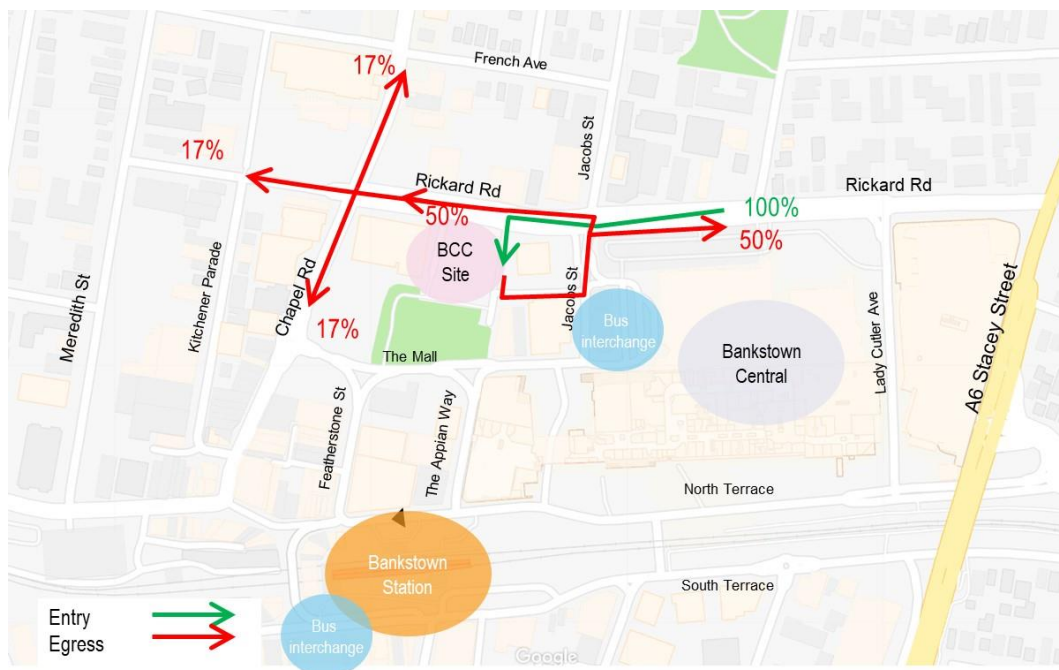 17%
French Ave
17%
Jacobs St
Rickard Rd
Rickard Rd
100%
50%
50%
BCC
Site
Meredith St
Kitchener Parade
Chapel Rd
17%
Jacobs St
Bus
interchange
Bankstown
Central
Lady Cutler Ave
A6 Stacey Street
The Mall
Featherstone St
The Appian Way
North Terrace
Bankstown
Station
South Terrace
Entry
Egress
Bus
interchange
Google